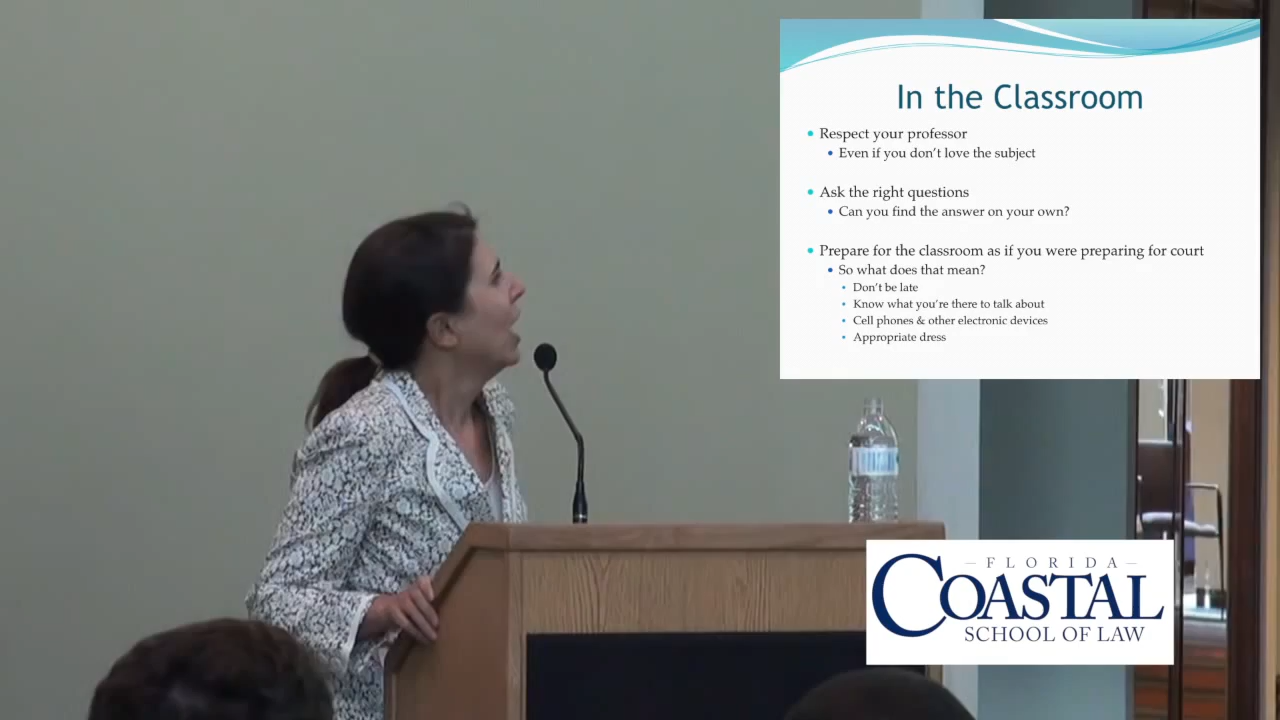 In the Classroom
• Respect your professor
• Even if you don't love the subject
• Ask the right questions
• Can you find the answer on your own?
• Prepare for the classroom as if you were preparing for court
• So what does that mean?
• Don't be late
• Know what you're there to talk about
• Cell phones & other electronic devices
• Appropriate dress
– FLORIDA –
COASTAL
SCHOOL OF LAW